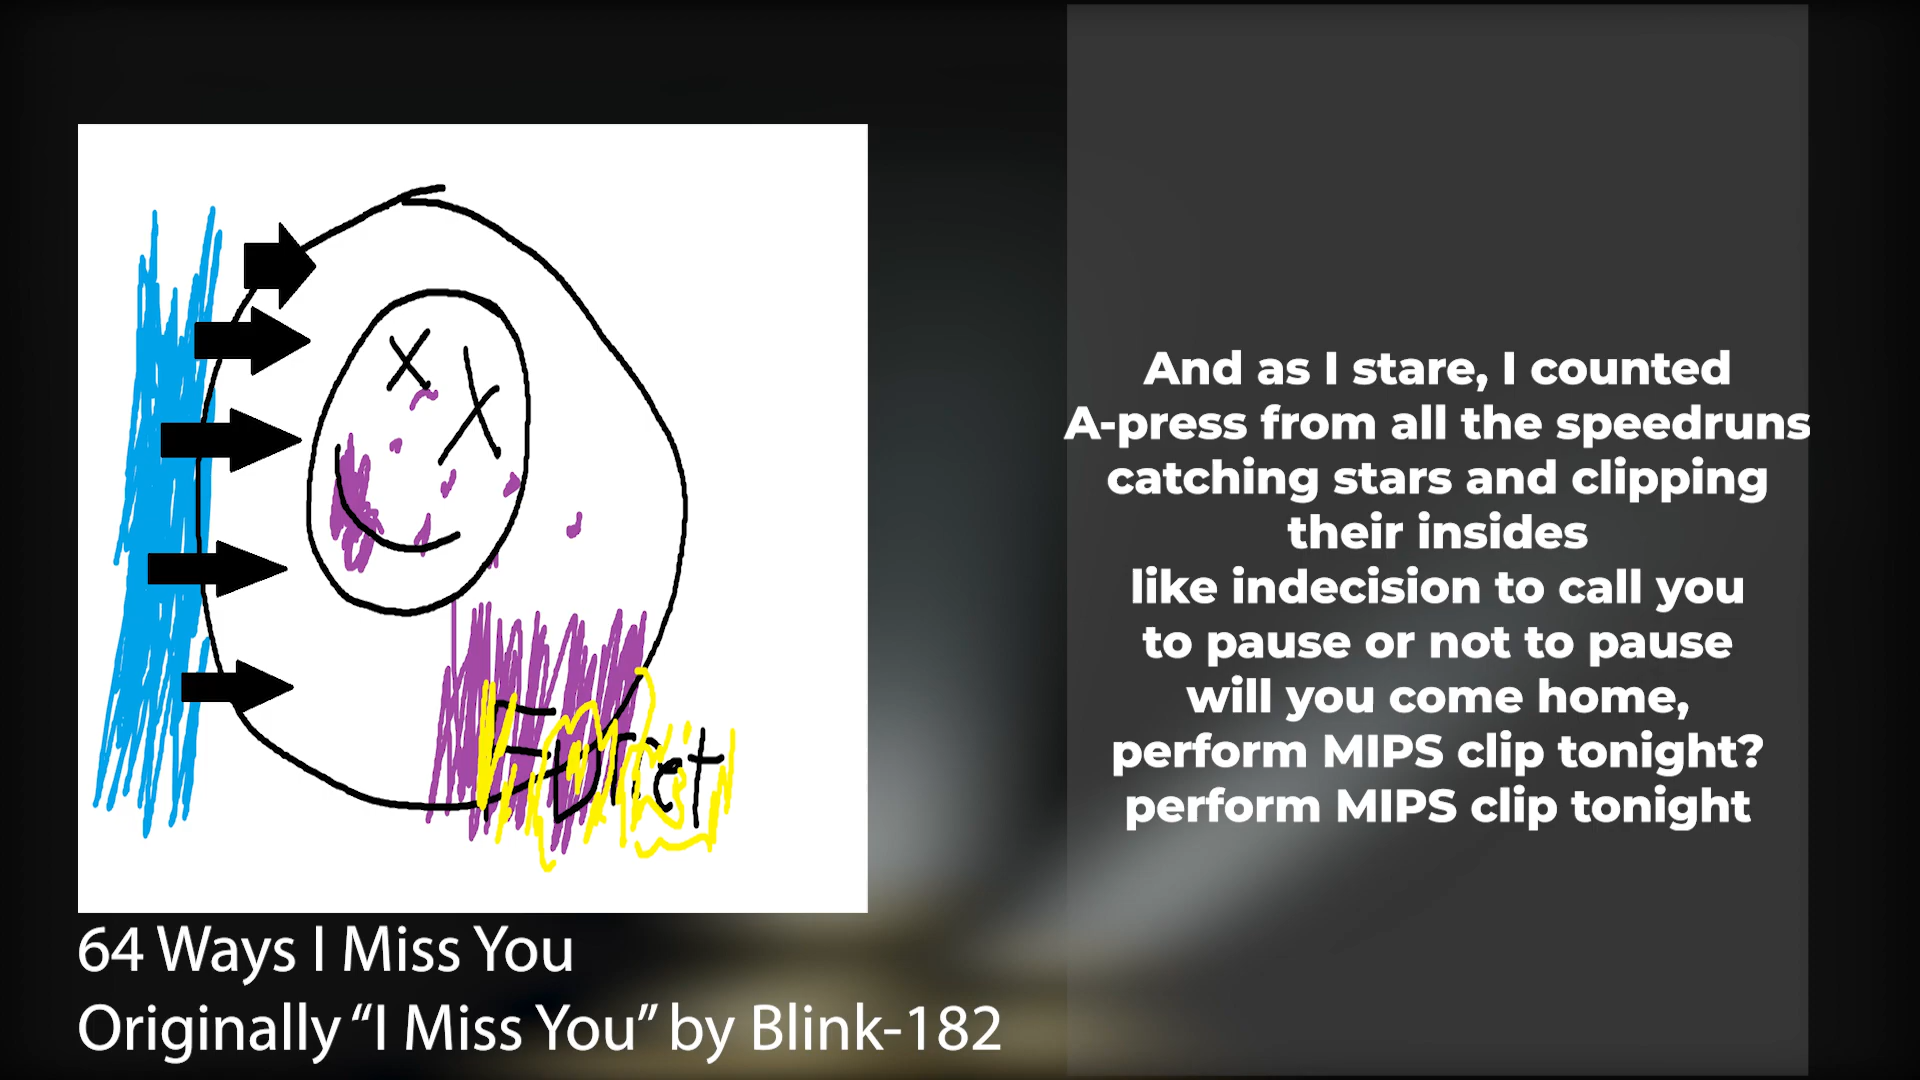 And as I stare, I counted
A-press from all the speedruns
catching stars and clipping
their insides
like indecision to call you
to pause or not to pause
will you come home,
perform MIPS clip tonight?
perform MIPS clip tonight
64 Ways I Miss You
Originally “I Miss You” by Blink-182